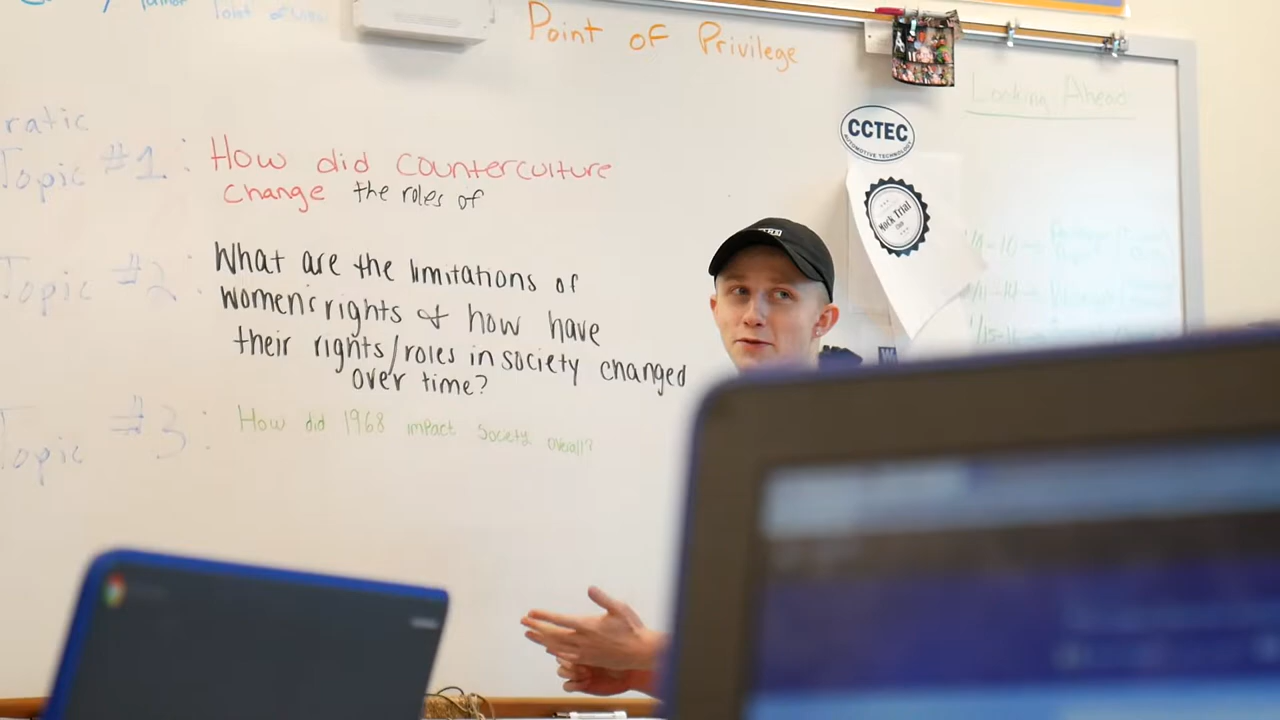 Point of Privilege
Looking Ahead
CCTEC
AUTOMOTIVE TECHNOLOGY
Mock Trial
ratic
Topic #1: How did counterculture
change the roles of
Topic #2: What are the limitations of
women's rights & how have
their rights/roles in society changed
over time?
Topic #3: How did 1968 impact society overall?